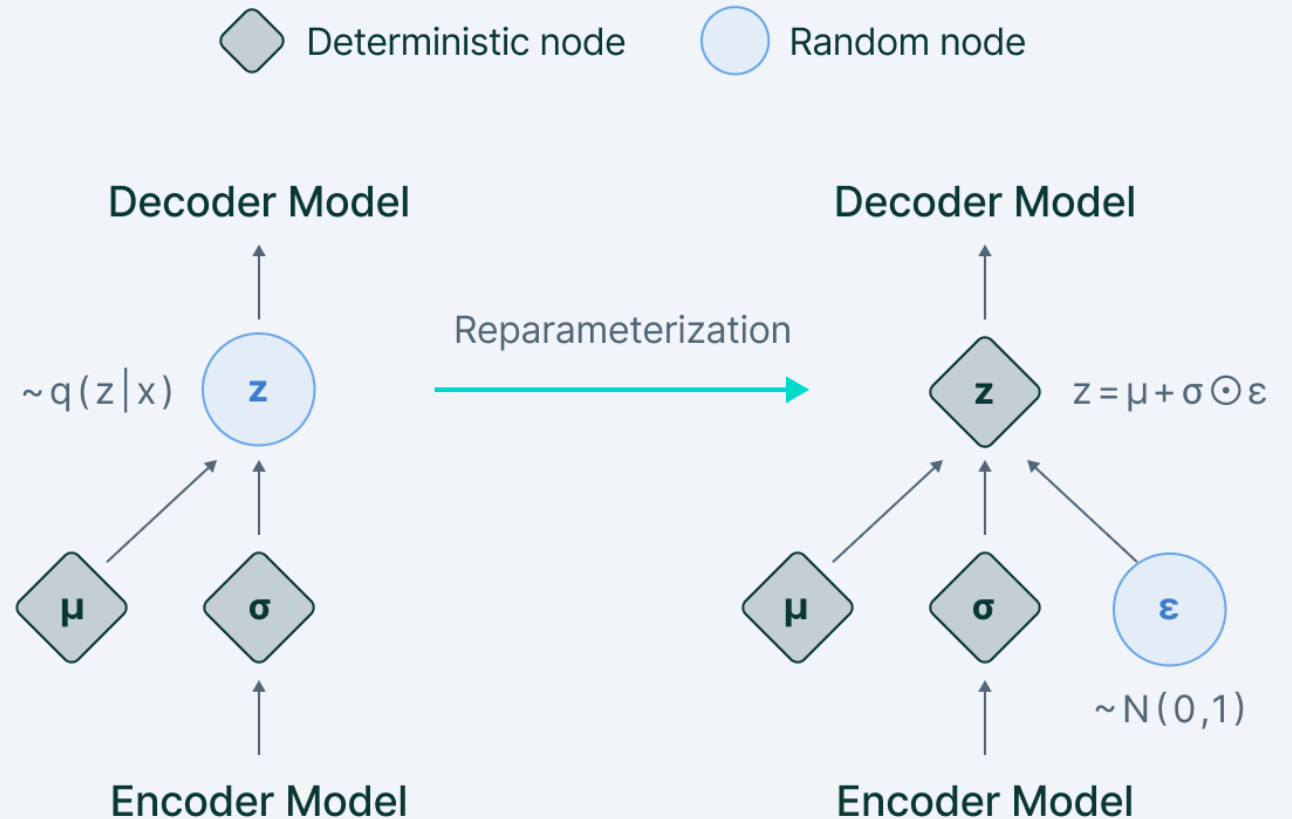 Deterministic node
Random node
Decoder Model
Decoder Model
Reparameterization
~q(z|x)
z
z
z=μ+σ⊙ε
μ
σ
μ
σ
ε
~N(0,1)
Encoder Model
Encoder Model